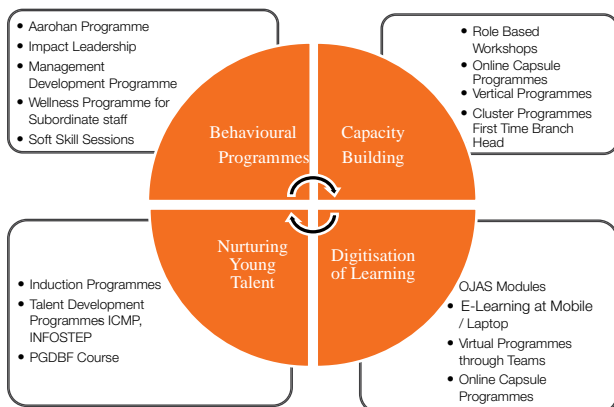 • Aarohan Programme
• Impact Leadership
• Management
Development Programme
• Wellness Programme for
Subordinate staff
• Soft Skill Sessions
• Role Based
Workshops
• Online Capsule
Programmes
• Vertical Programmes
• Cluster Programmes
First Time Branch
Head
Behavioural
Programmes
Capacity
Building
Nurturing
Young
Talent
Digitisation
of Learning
• Induction Programmes
• Talent Development
Programmes ICMP,
INFOSTEP
• PGDBF Course
OJAS Modules
• E-Learning at Mobile
/ Laptop
• Virtual Programmes
through Teams
• Online Capsule
Programmes